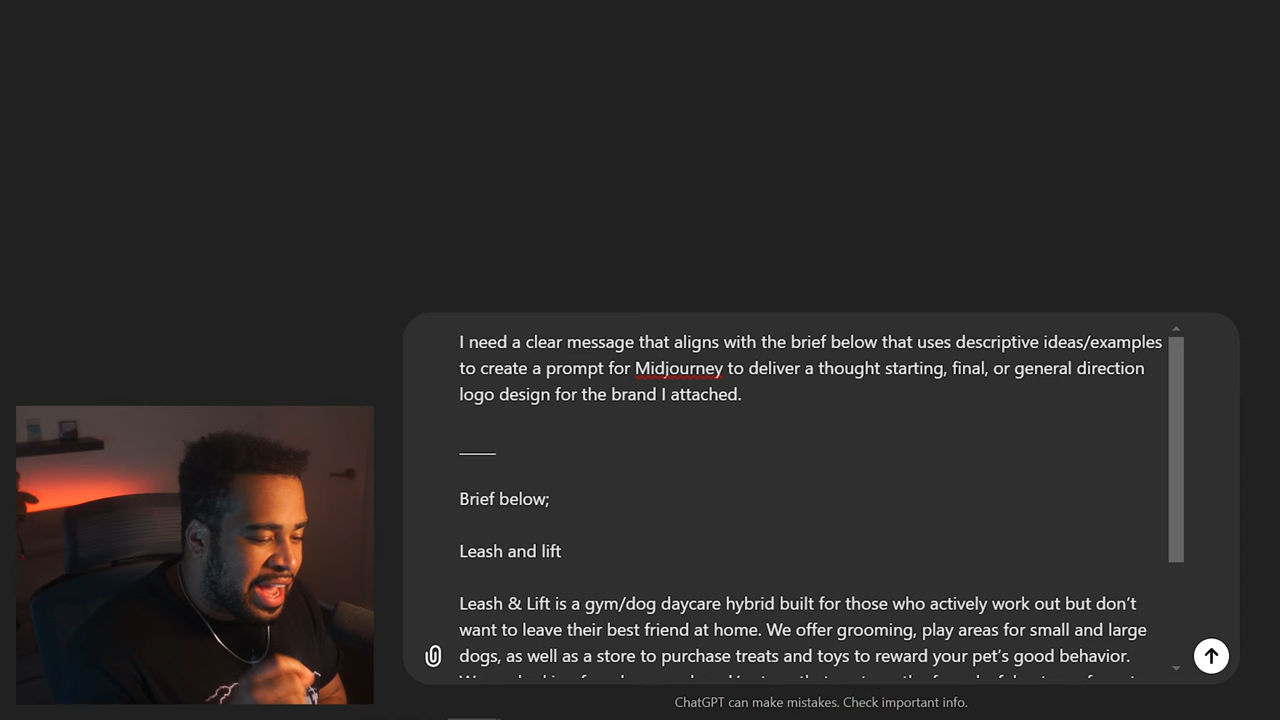 I need a clear message that aligns with the brief below that uses descriptive ideas/examples
to create a prompt for Midjourney to deliver a thought starting, final, or general direction
logo design for the brand I attached.
____
Brief below;
Leash and lift
Leash & Lift is a gym/dog daycare hybrid built for those who actively work out but don’t
want to leave their best friend at home. We offer grooming, play areas for small and large
dogs, as well as a store to purchase treats and toys to reward your pet’s good behavior.
ChatGPT can make mistakes. Check important info.